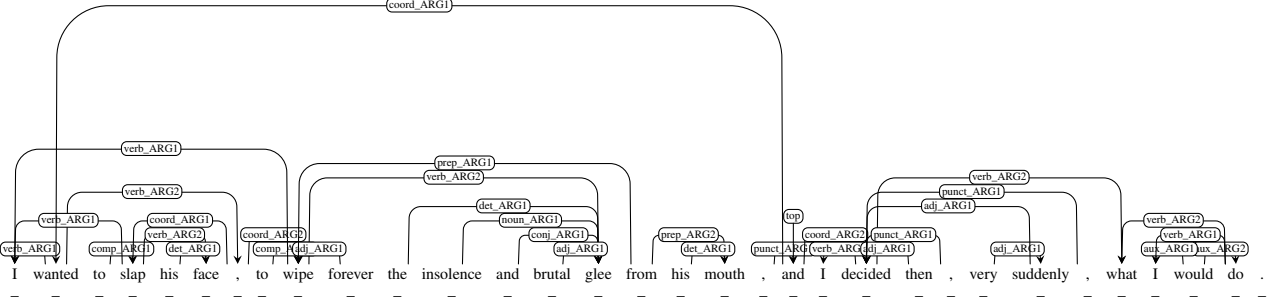 coord_ARG1
verb_ARG1
prep_ARG1
verb_ARG2 verb_ARG2
verb_ARG2 punct_ARG1
det_ARG1 adj_ARG1
verb_ARG1 coord_ARG1 noun_ARG1 top verb_ARG2
verb_ARG2 coord_ARG2 conj_ARG1 prep_ARG2 coord_ARG2 punct_ARG1 verb_ARG1
verb_ARG1 comp_ARG1 det_ARG1 adj_ARG1 adj_ARG1 det_ARG1 adj_ARG1 adj_ARG1 aux_ARG1
I wanted to slap his face , to wipe forever the insolence and brutal glee from his mouth , and I decided then , very suddenly , what I would do .
_ _ _ _ _ _ _ _ _ _ _ _ _ _ _ _ _ _ _ _ _ _ _ _ _ _ _ _ _ _ _ _